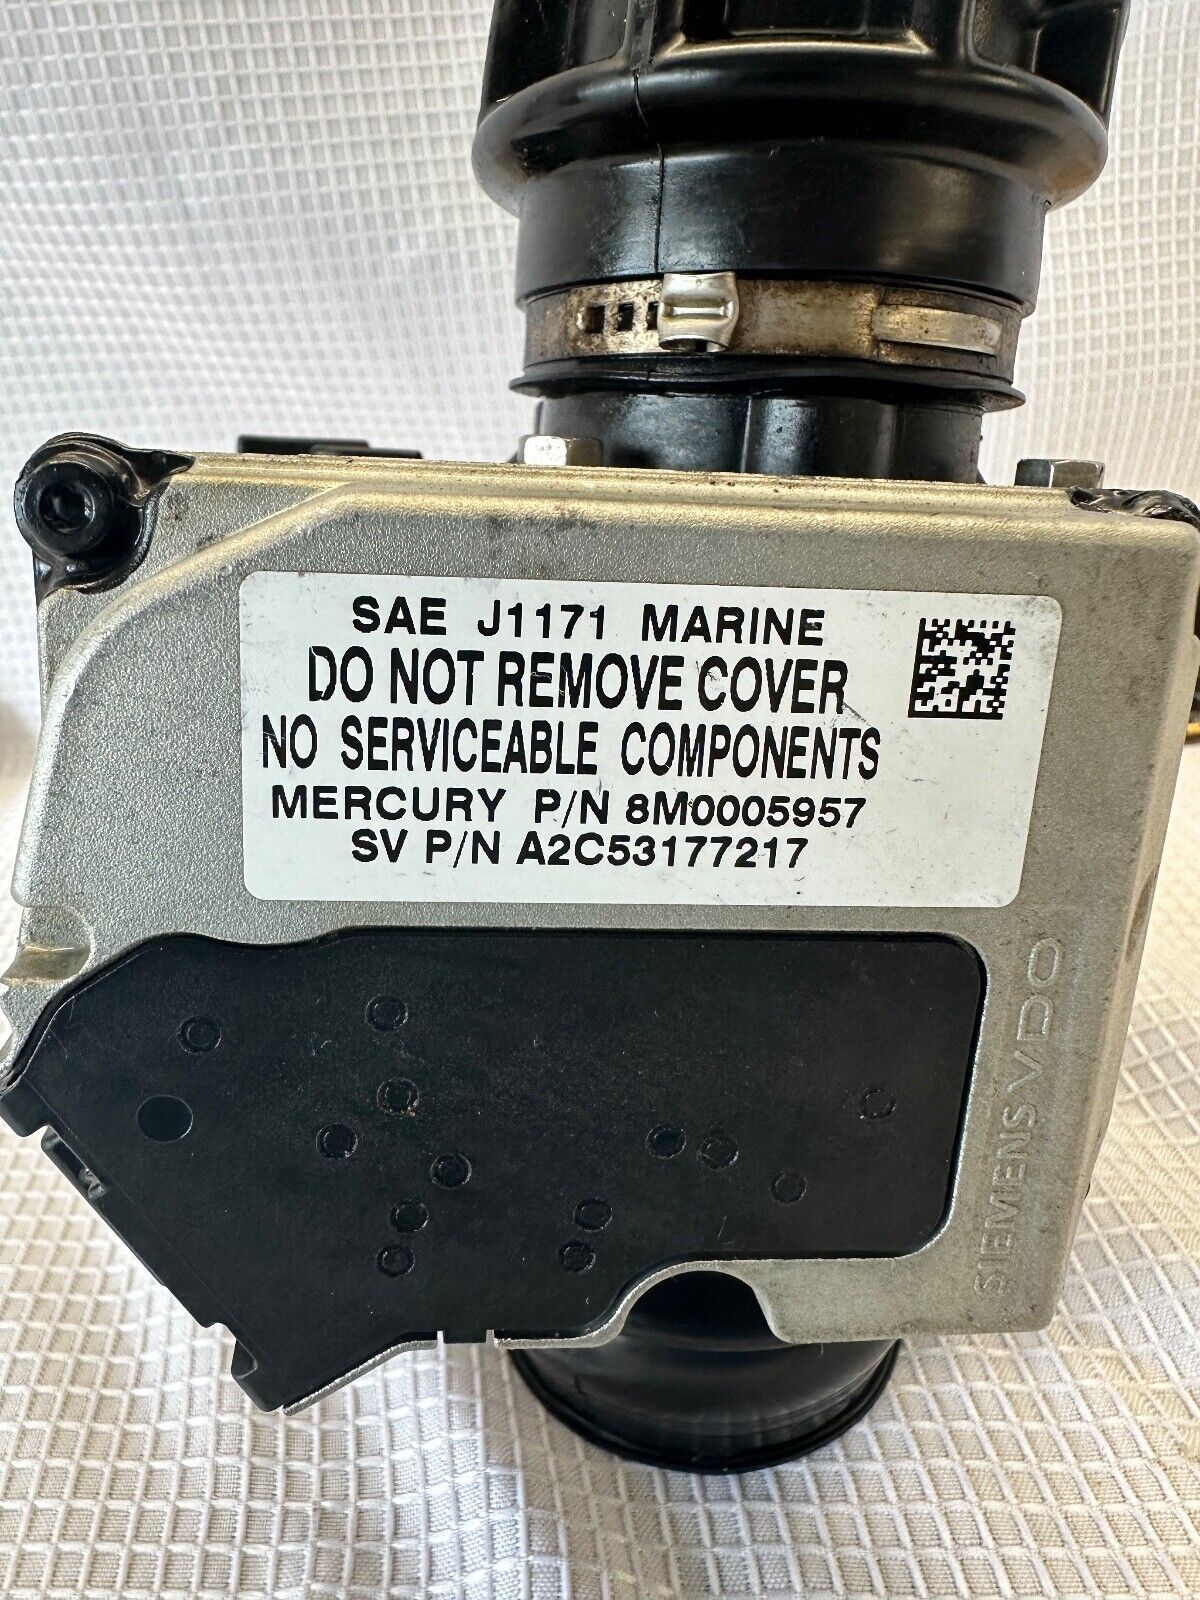 SAE J1171 MARINE
DO NOT REMOVE COVER
NO SERVICEABLE COMPONENTS
MERCURY P/N 8M0005957
SV P/N A2C53177217
SIEMENS VDO